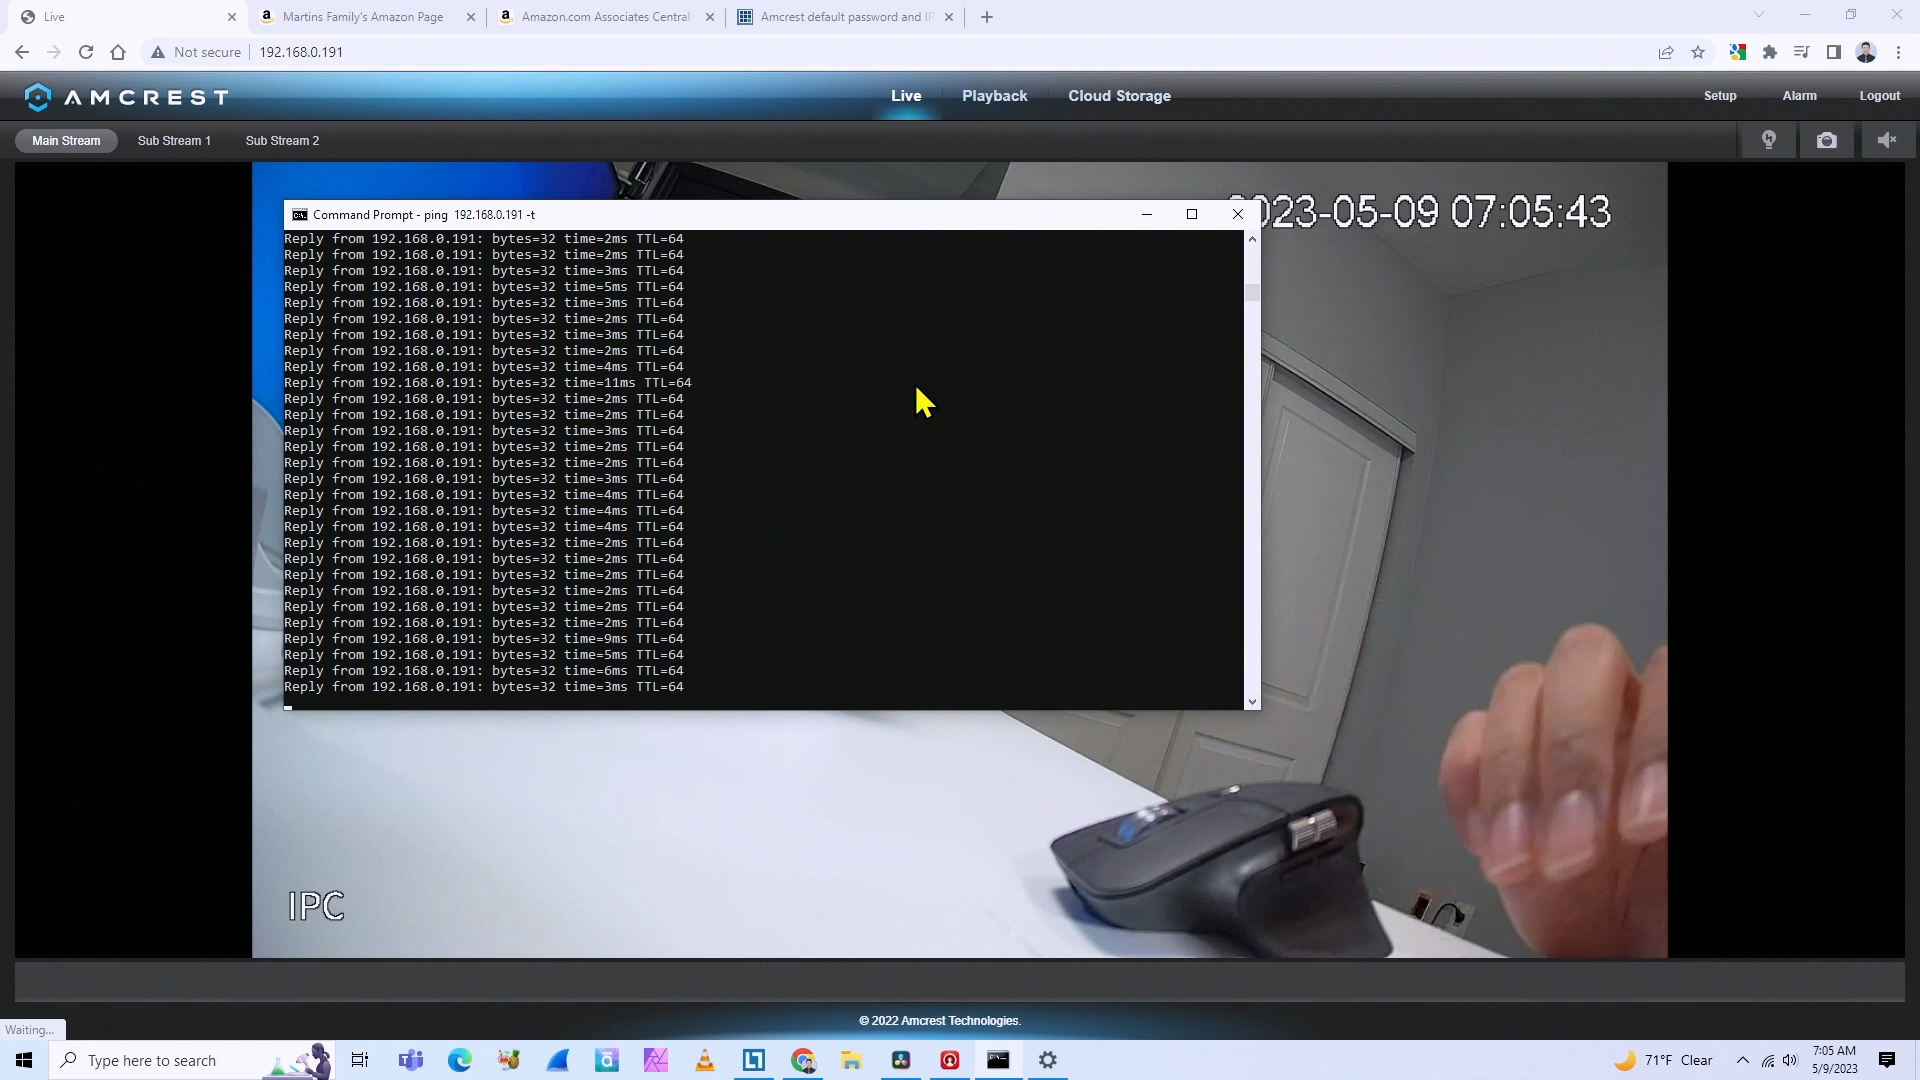 Live
Martins Family's Amazon Page
Amazon.com Associates Central
Amcrest default password and IP
Not secure
192.168.0.191
AMCREST
Live
Playback
Cloud Storage
Setup
Alarm
Logout
Main Stream
Sub Stream 1
Sub Stream 2
023-05-09 07:05:43
Command Prompt - ping 192.168.0.191 -t
Reply from 192.168.0.191: bytes=32 time=2ms TTL=64
Reply from 192.168.0.191: bytes=32 time=2ms TTL=64
Reply from 192.168.0.191: bytes=32 time=3ms TTL=64
Reply from 192.168.0.191: bytes=32 time=5ms TTL=64
Reply from 192.168.0.191: bytes=32 time=3ms TTL=64
Reply from 192.168.0.191: bytes=32 time=2ms TTL=64
Reply from 192.168.0.191: bytes=32 time=3ms TTL=64
Reply from 192.168.0.191: bytes=32 time=2ms TTL=64
Reply from 192.168.0.191: bytes=32 time=4ms TTL=64
Reply from 192.168.0.191: bytes=32 time=11ms TTL=64
Reply from 192.168.0.191: bytes=32 time=2ms TTL=64
Reply from 192.168.0.191: bytes=32 time=2ms TTL=64
Reply from 192.168.0.191: bytes=32 time=3ms TTL=64
Reply from 192.168.0.191: bytes=32 time=2ms TTL=64
Reply from 192.168.0.191: bytes=32 time=2ms TTL=64
Reply from 192.168.0.191: bytes=32 time=3ms TTL=64
Reply from 192.168.0.191: bytes=32 time=4ms TTL=64
Reply from 192.168.0.191: bytes=32 time=4ms TTL=64
Reply from 192.168.0.191: bytes=32 time=4ms TTL=64
Reply from 192.168.0.191: bytes=32 time=2ms TTL=64
Reply from 192.168.0.191: bytes=32 time=2ms TTL=64
Reply from 192.168.0.191: bytes=32 time=2ms TTL=64
Reply from 192.168.0.191: bytes=32 time=2ms TTL=64
Reply from 192.168.0.191: bytes=32 time=2ms TTL=64
Reply from 192.168.0.191: bytes=32 time=2ms TTL=64
Reply from 192.168.0.191: bytes=32 time=9ms TTL=64
Reply from 192.168.0.191: bytes=32 time=5ms TTL=64
Reply from 192.168.0.191: bytes=32 time=6ms TTL=64
Reply from 192.168.0.191: bytes=32 time=3ms TTL=64
IPC
© 2022 Amcrest Technologies.
Waiting...
Type here to search
71°F Clear
7:05 AM
5/9/2023